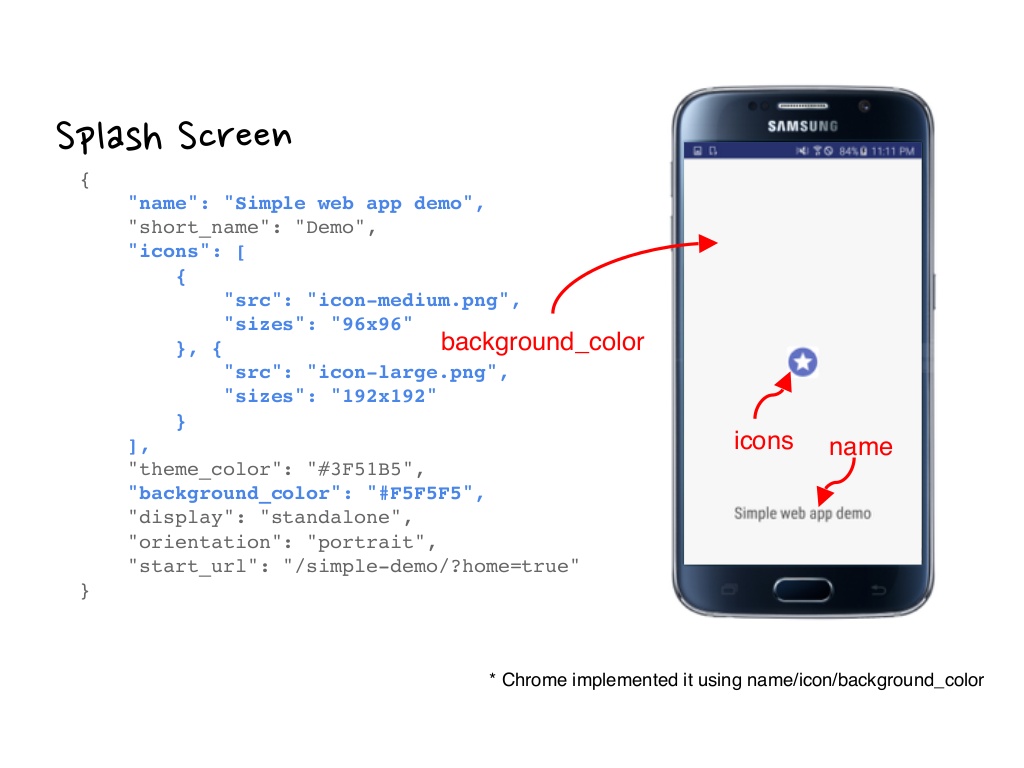 Splash Screen
{
"name": "Simple web app demo",
"short_name": "Demo",
"icons": [
{
"src": "icon-medium.png",
"sizes": "96x96"
}, {
"src": "icon-large.png",
"sizes": "192x192"
}
],
"theme_color": "#3F51B5",
"background_color": "#F5F5F5",
"display": "standalone",
"orientation": "portrait",
"start_url": "/simple-demo/?home=true"
}
background_color
SAMSUNG
84% 11:11 PM
icons
name
Simple web app demo
* Chrome implemented it using name/icon/background_color